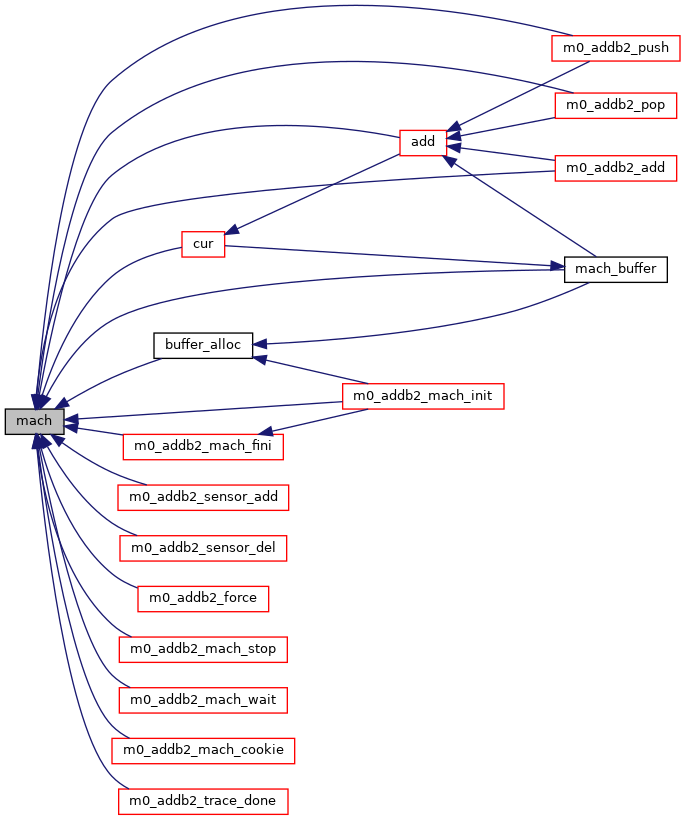 m0_addb2_push
m0_addb2_pop
add
m0_addb2_add
cur
mach_buffer
buffer_alloc
m0_addb2_mach_init
mach
m0_addb2_mach_fini
m0_addb2_sensor_add
m0_addb2_sensor_del
m0_addb2_force
m0_addb2_mach_stop
m0_addb2_mach_wait
m0_addb2_mach_cookie
m0_addb2_trace_done